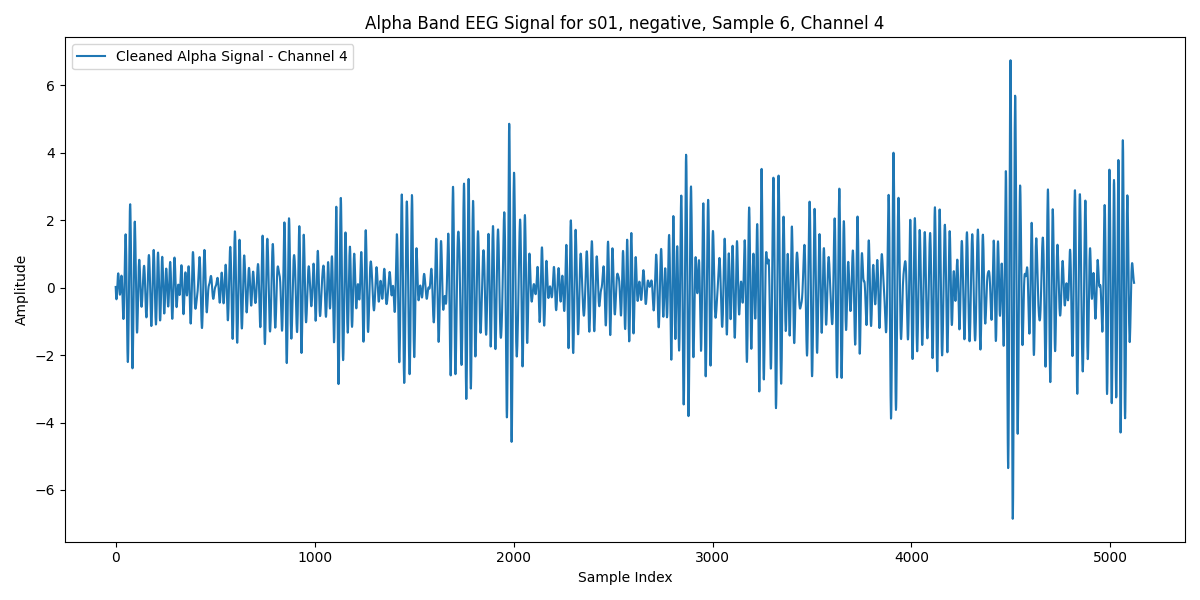 Alpha Band EEG Signal for s01, negative, Sample 6, Channel 4
Cleaned Alpha Signal - Channel 4
Amplitude
6
4
2
0
−2
−4
−6
0 1000 2000 3000 4000 5000
Sample Index